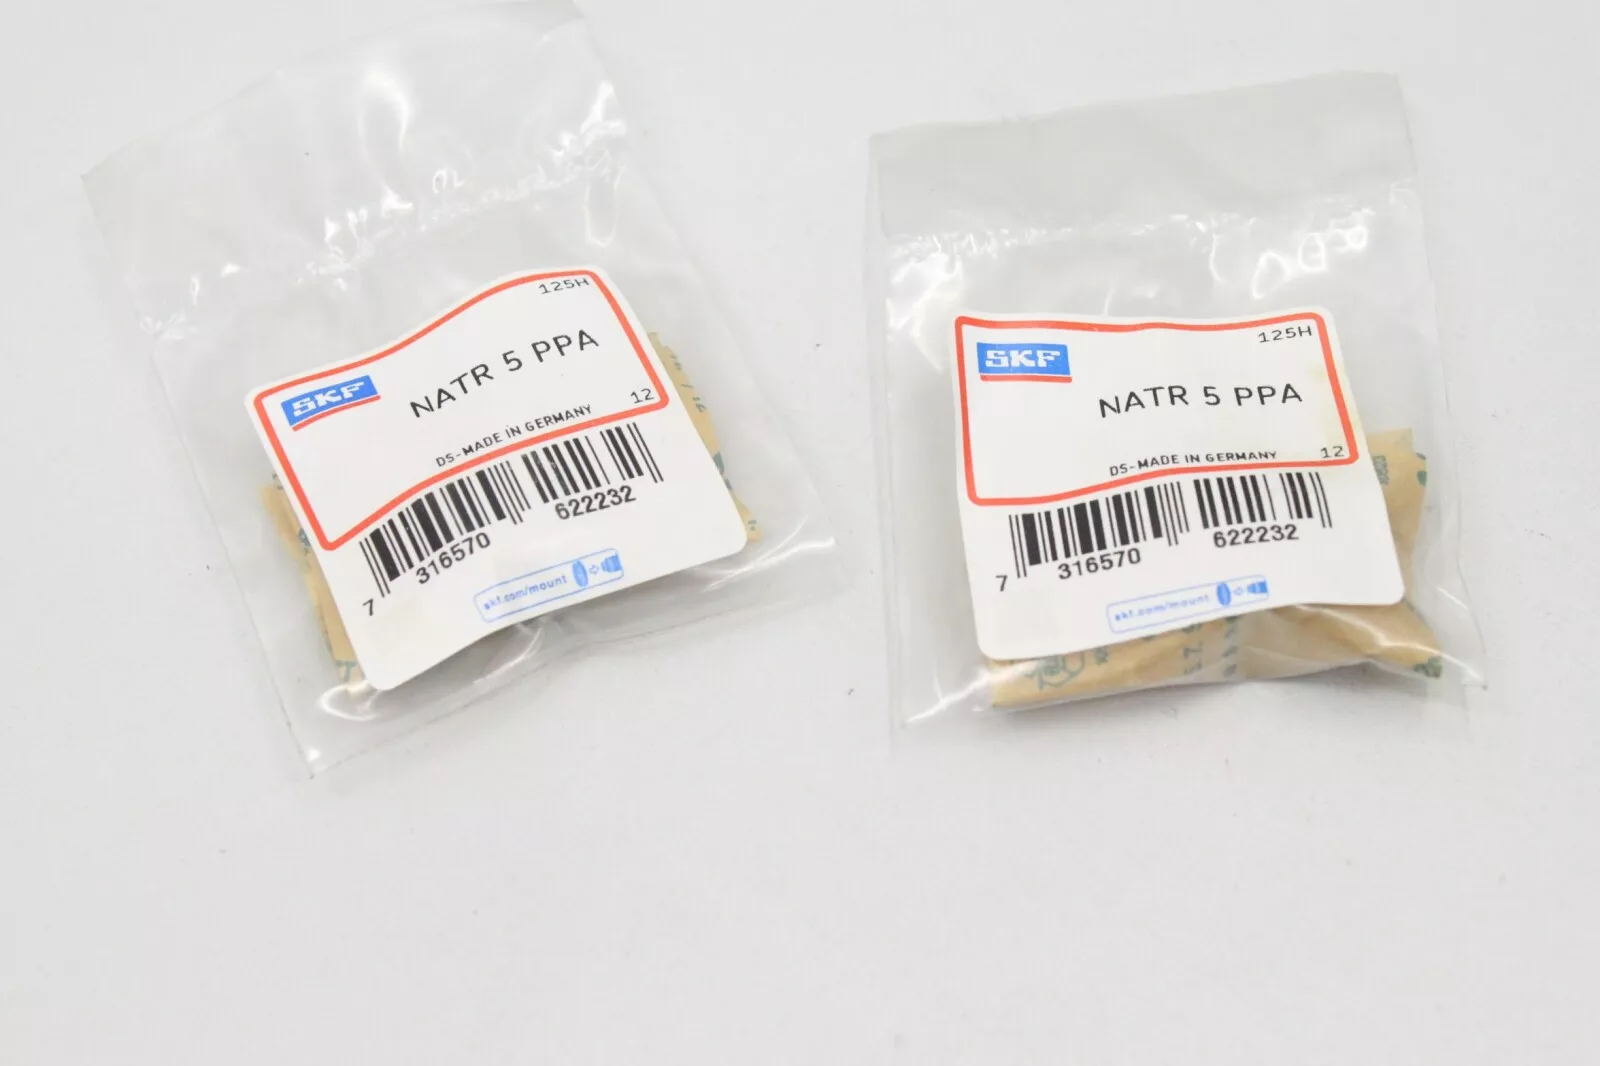 125H
SKF
NATR 5 PPA
DS-MADE IN GERMANY
12
7 316570 622232
skf.com/mount
125H
SKF
NATR 5 PPA
DS-MADE IN GERMANY
12
7 316570 622232
skf.com/mount